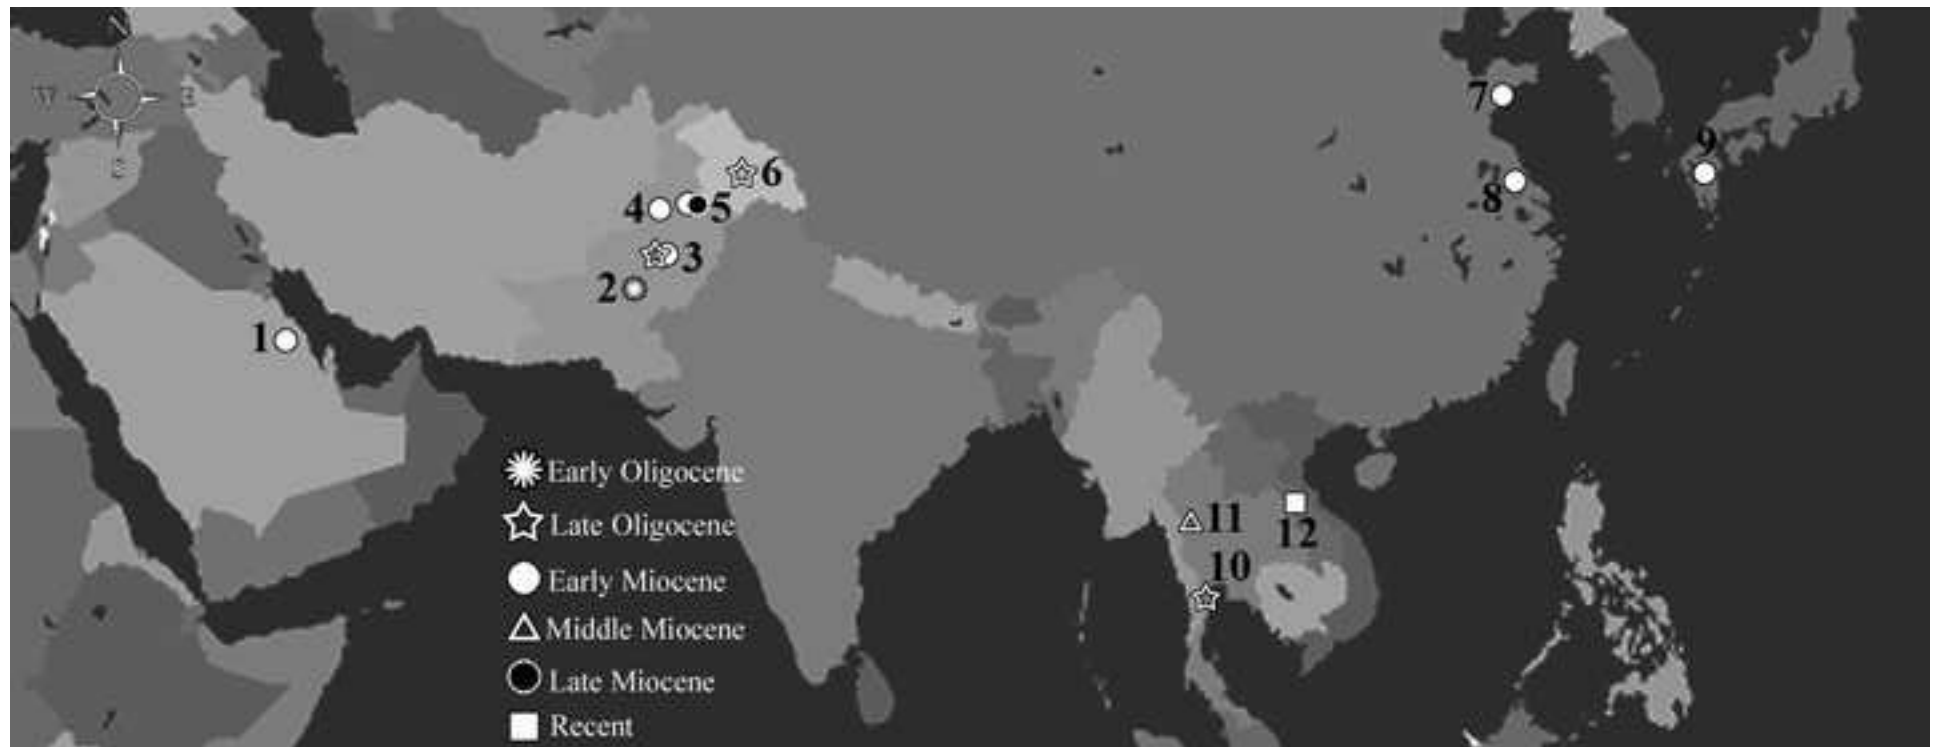 W
E
S
1
2
3
4
5
6
7
8
9
10
11
12
Early Oligocene
Late Oligocene
Early Miocene
Middle Miocene
Late Miocene
Recent